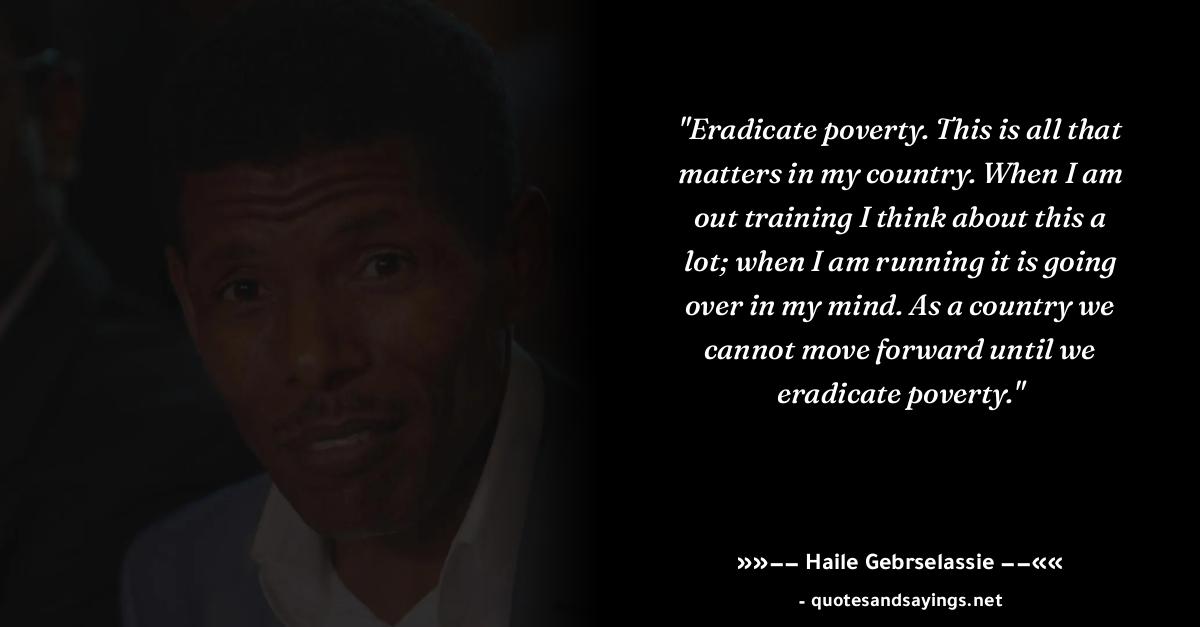 "Eradicate poverty. This is all that
matters in my country. When I am
out training I think about this a
lot; when I am running it is going
over in my mind. As a country we
cannot move forward until we
eradicate poverty."
»»−− Haile Gebrselassie −−««
- quotesandsayings.net